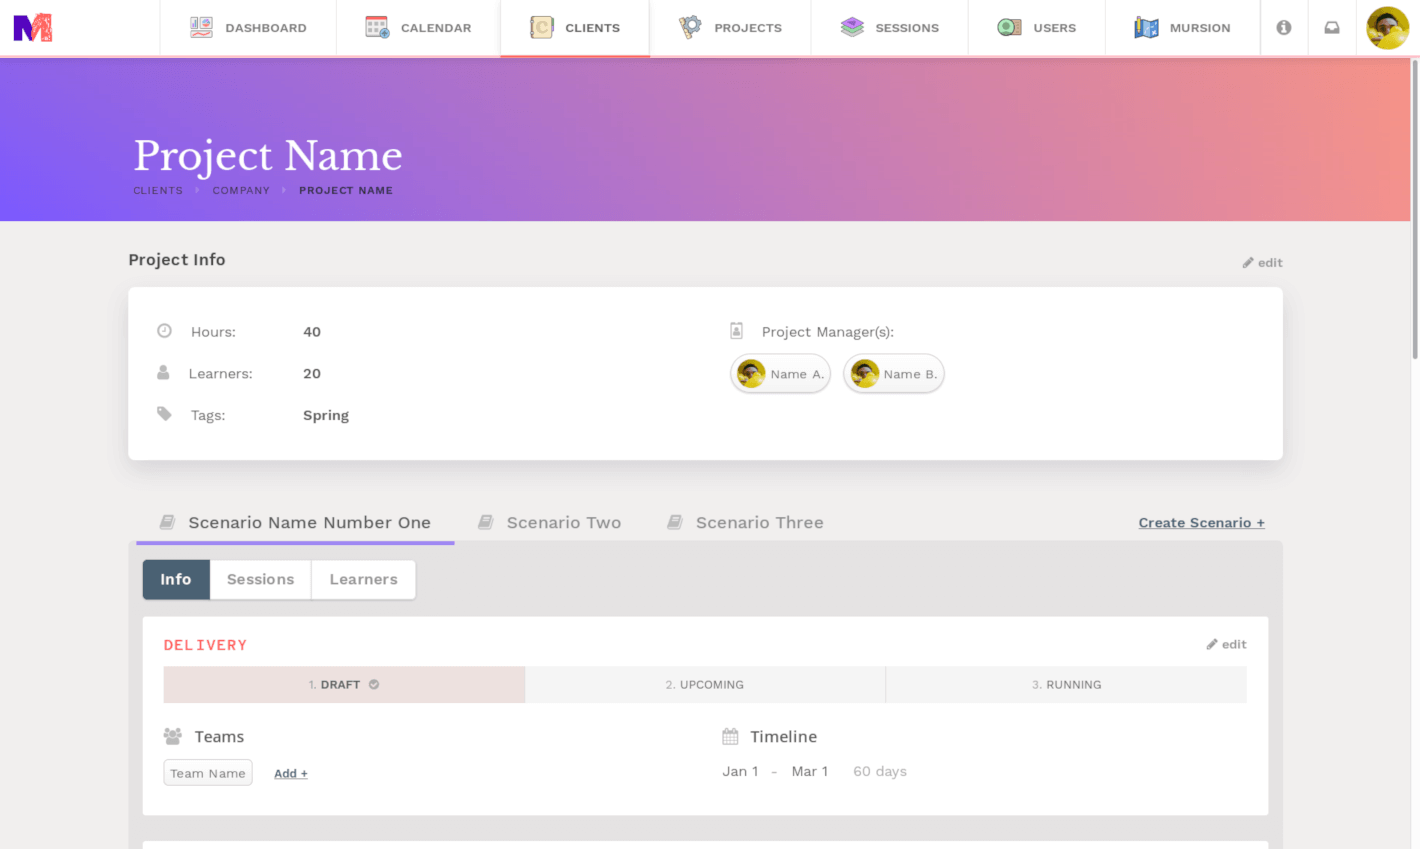 DASHBOARD CALENDAR CLIENTS PROJECTS SESSIONS USERS MURSION
Project Name
CLIENTS COMPANY PROJECT NAME
Project Info edit
Hours: 40 Project Manager(s):
Learners: 20 Name A. Name B.
Tags: Spring
Scenario Name Number One Scenario Two Scenario Three Create Scenario +
Info Sessions Learners
DELIVERY edit
1. DRAFT 2. UPCOMING 3. RUNNING
Teams Timeline
Team Name Add + Jan 1 - Mar 1 60 days